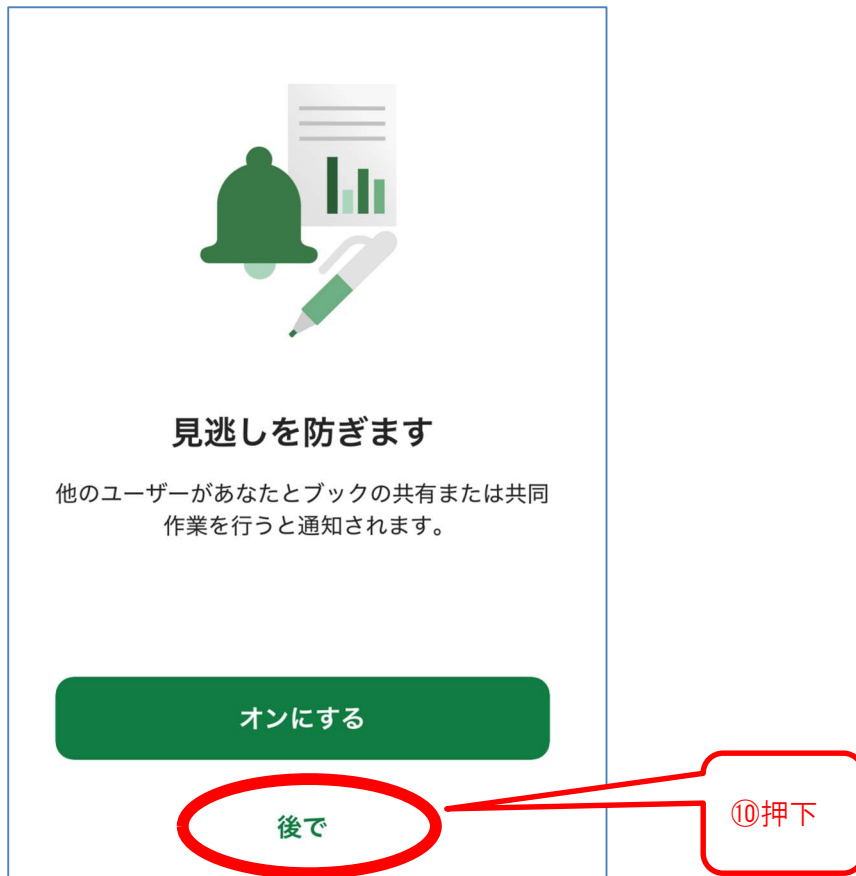 見逃しを防ぎます
他のユーザーがあなたとブックの共有または共同
作業を行うと通知されます。
オンにする
後で
⑩押下